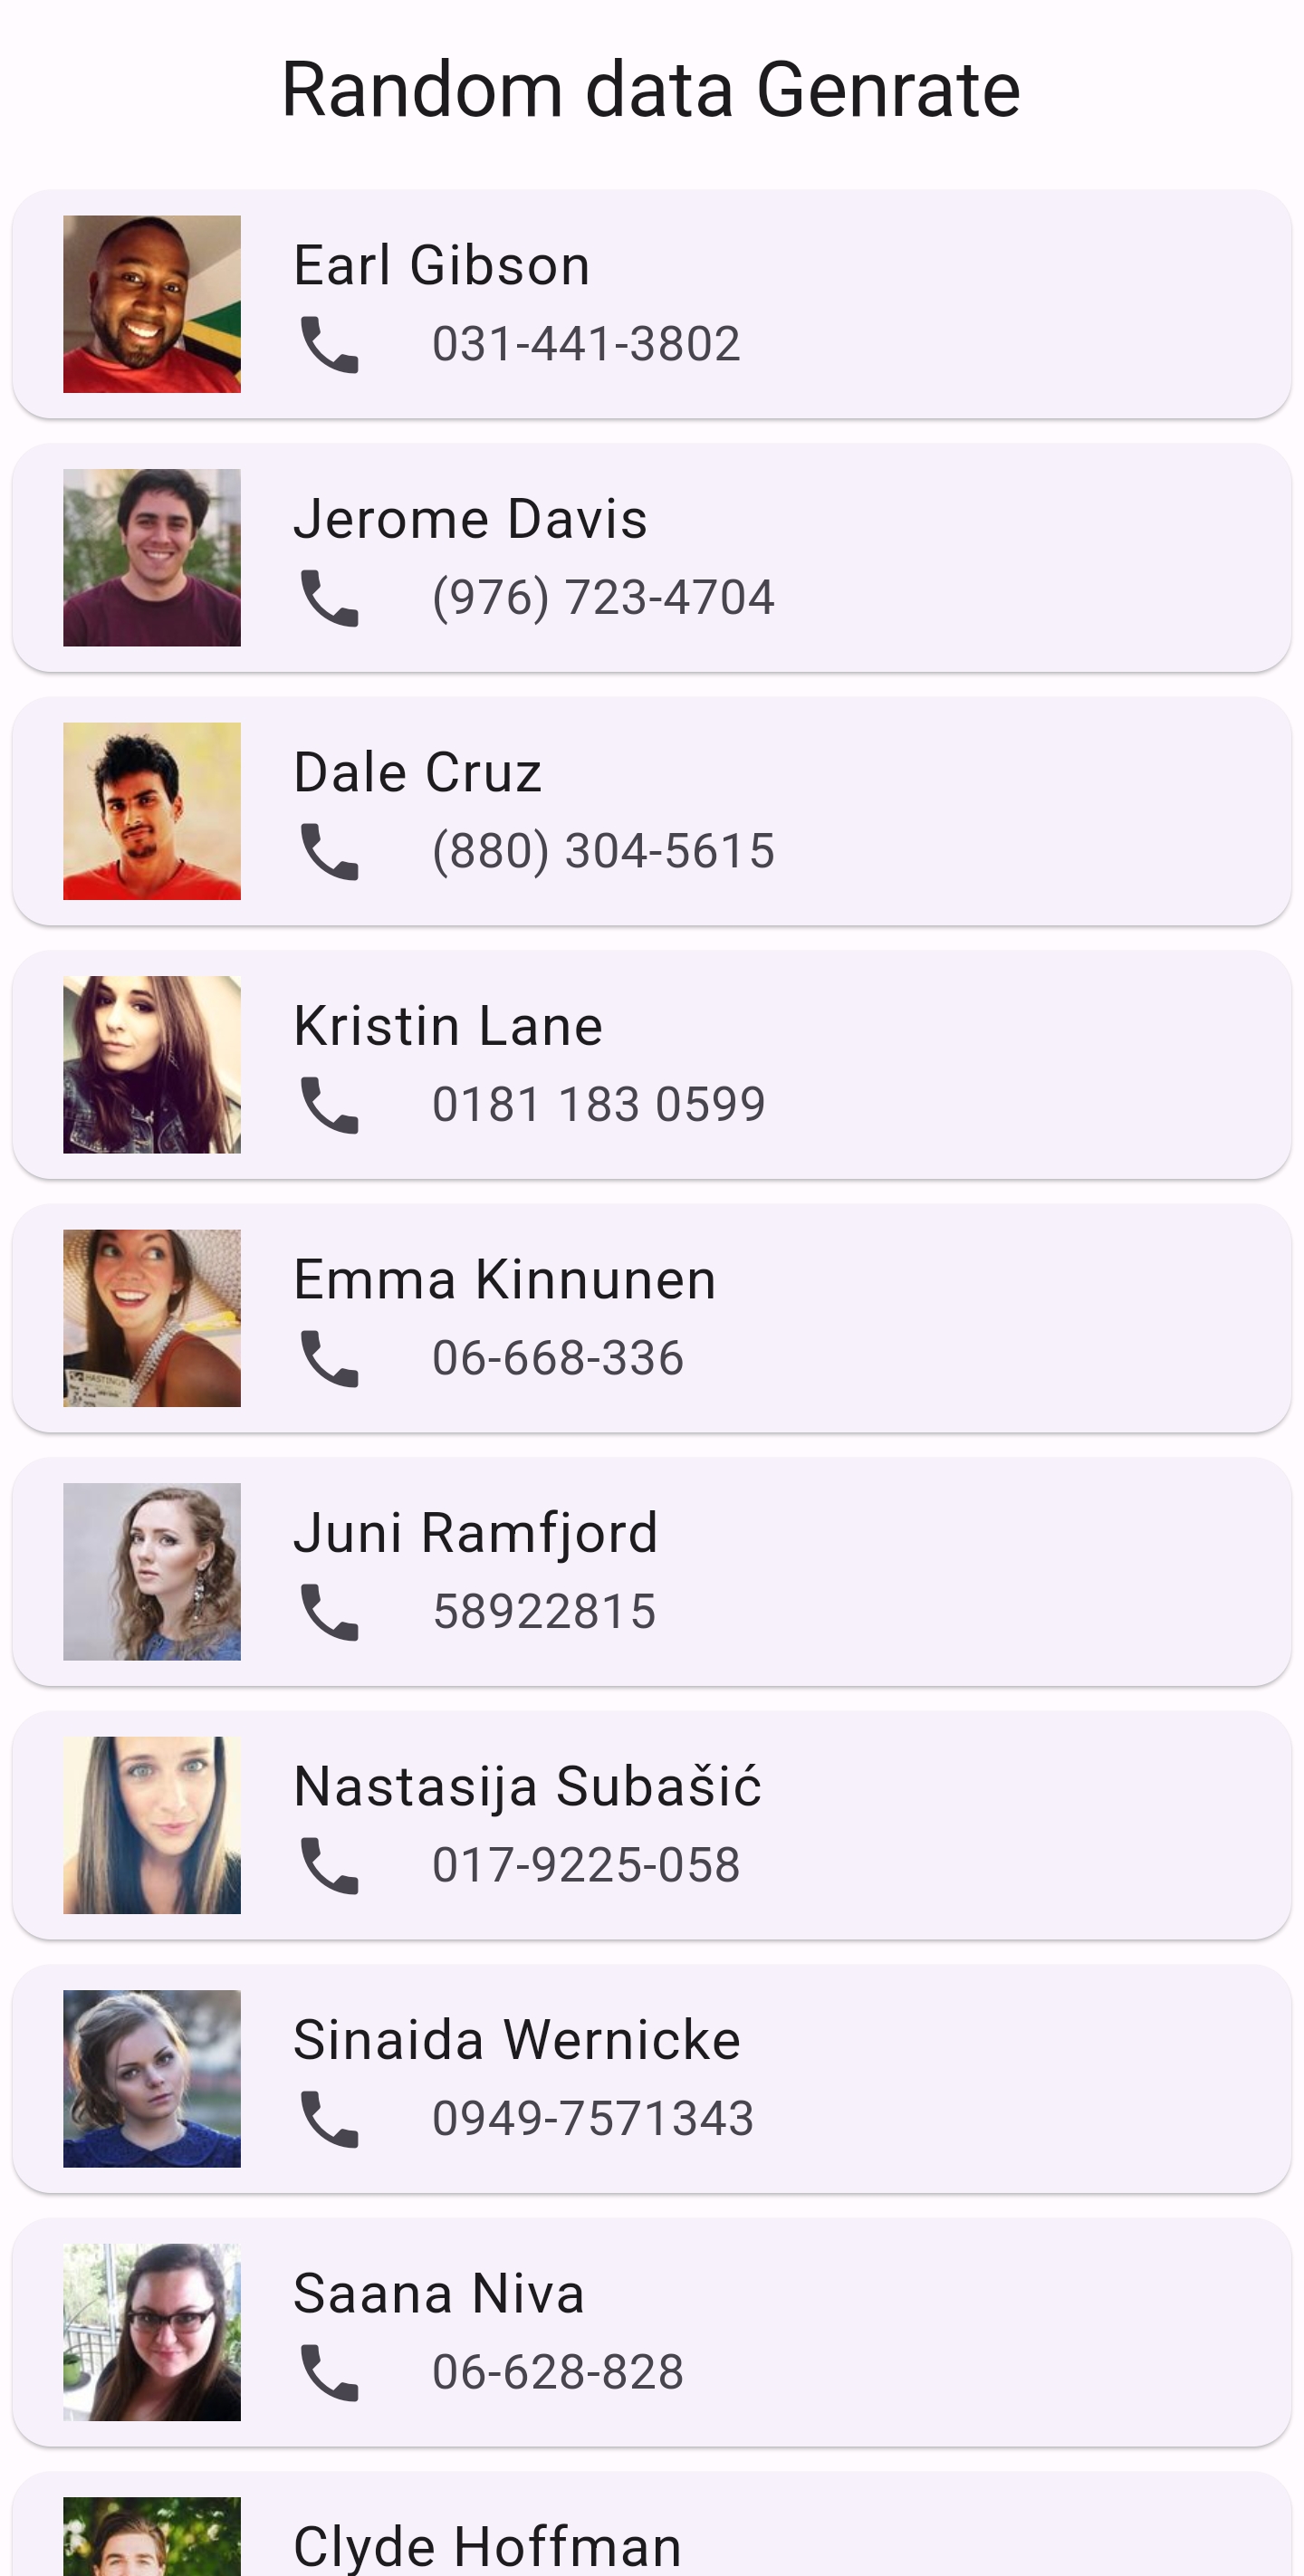 Random data Genrate
Earl Gibson
031-441-3802
Jerome Davis
(976) 723-4704
Dale Cruz
(880) 304-5615
Kristin Lane
0181 183 0599
Emma Kinnunen
06-668-336
HASTINGS
Juni Ramfjord
58922815
Nastasija Subašić
017-9225-058
Sinaida Wernicke
0949-7571343
Saana Niva
06-628-828
Clyde Hoffman